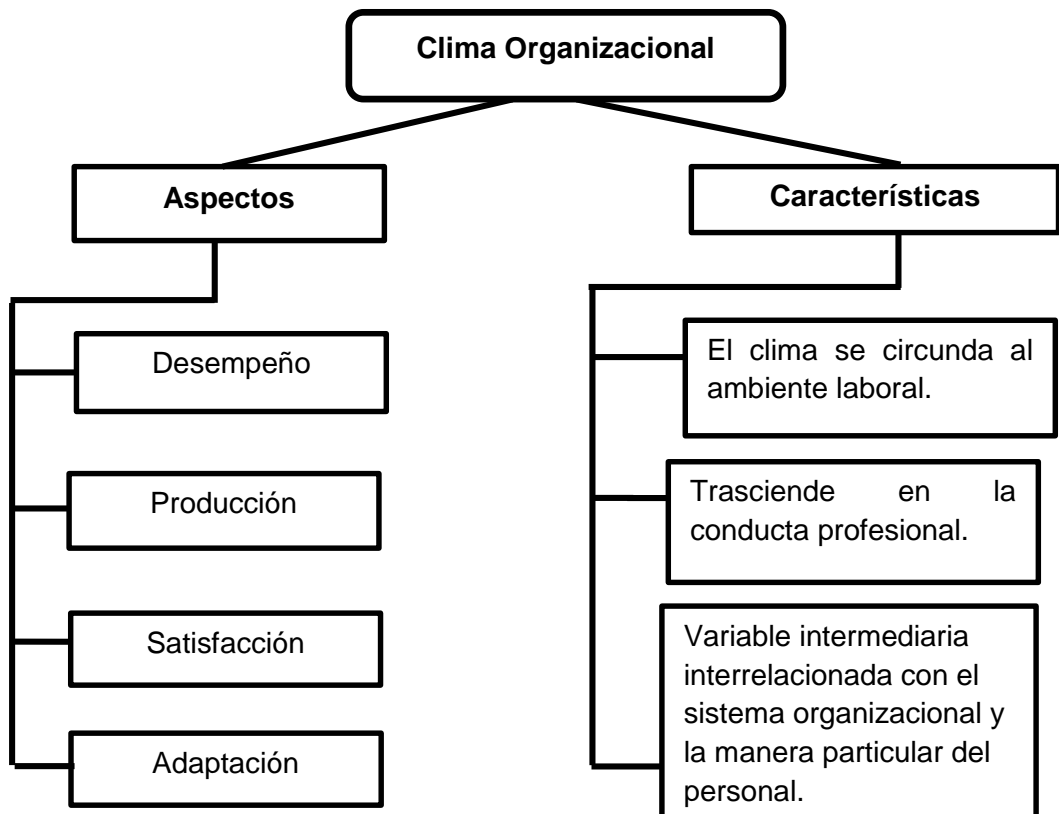 Clima Organizacional
Aspectos
Desempeño
Producción
Satisfacción
Adaptación
Característísticas
El clima se circunda al
ambiente laboral.
Trasciende en la
conducta profesional.
Variable intermediaria
interrelacionada con el
sistema organizacional y
la manera particular del
personal.